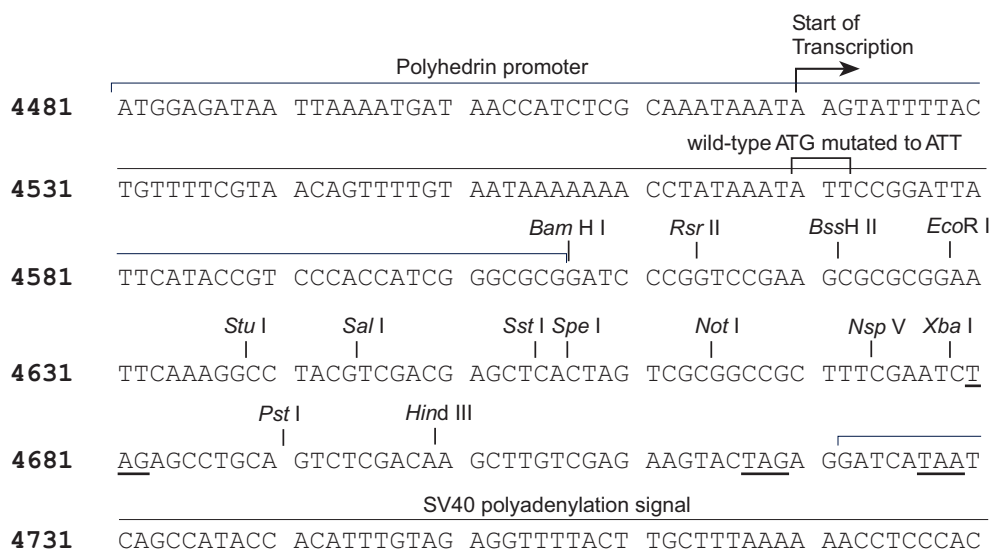 Start of
Transcription
Polyhedrin promoter
4481 ATGGAGATAA TTAAAATGAT AACCATCTCG CAAATAAATA AGTATTTTAC
wild-type ATG mutated to ATT
4531 TGTTTTCGTA ACAGTTTTGT AATAAAAAAA CCTATAAATA TTCCGGATTA
Bam H I Rsr II BssH II EcoR I
4581 TTCATACCGT CCCACCATCG GGCGCGGATC CCGGTCCGAA GCGCGCGGAA
Stu I Sal I Sst I Spe I Not I Nsp V Xba I
4631 TTCAAAGGCC TACGTCGACG AGCTCACTAG TCGCGGCCGC TTTCGAATCT
Pst I Hind III
4681 AGAGCCTGCA GTCTCGACAA GCTTGTCGAG AAGTACTAGA GGATCATAAT
SV40 polyadenylation signal
4731 CAGCCATACC ACATTTGTAG AGGTTTTACT TGCTTTAAAA AACCTCCCAC